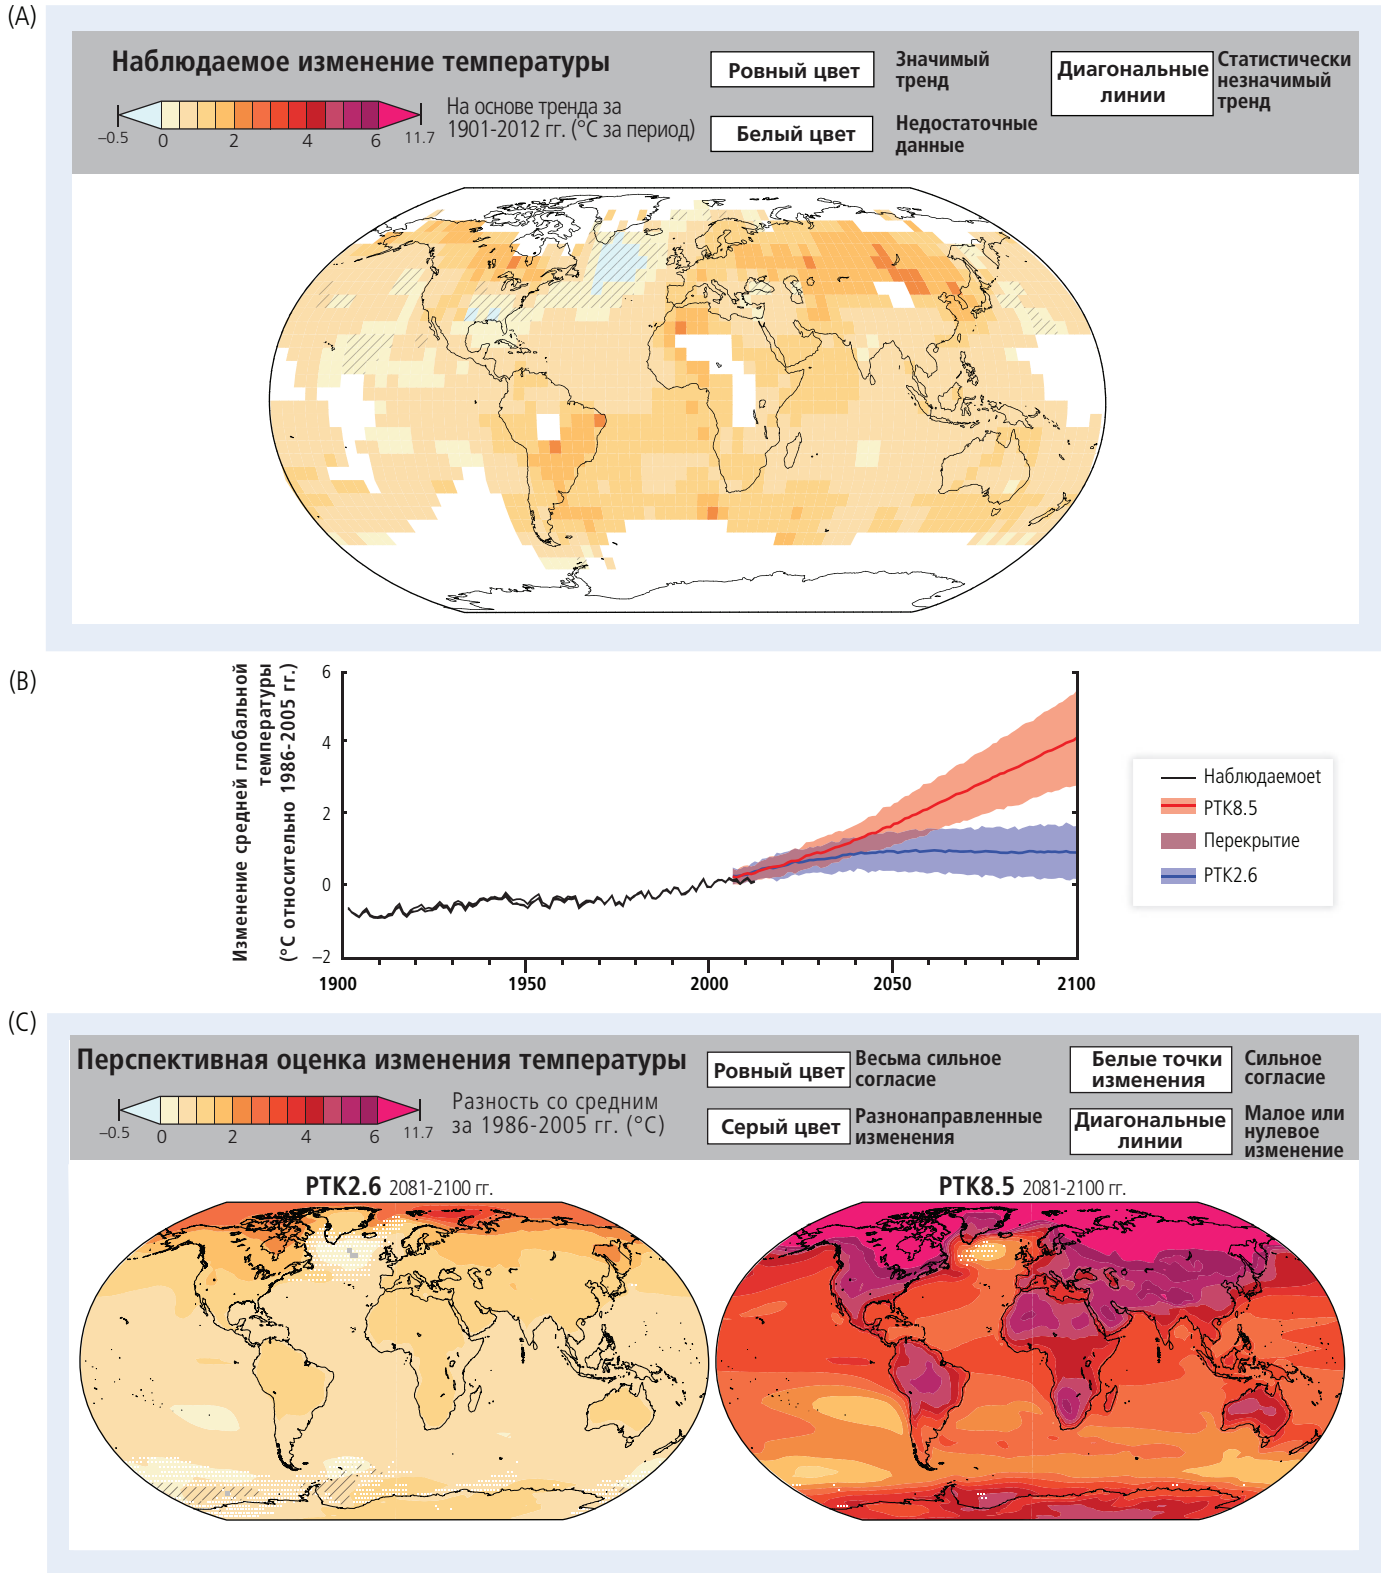 (A)
Наблюдаемое изменение температуры
−0.5 0 2 4 6 11.7
На основе тренда за
1901-2012 гг. (°C за период)
Ровный цвет
Значимый
тренд
Белый цвет
Недостаточные
данные
Диагональные
линии
Статистически
незначимый
тренд
(B)
Изменение средней глобальной
температуры
(°C относительно 1986-2005 гг.)
6
4
2
0
−2
1900 1950 2000 2050 2100
Наблюдаемоеt
РТК8.5
Перекрытие
РТК2.6
(C)
Перспективная оценка изменения температуры
−0.5 0 2 4 6 11.7
Разность со средним
за 1986-2005 гг. (°C)
Ровный цвет
Весьма сильное
согласие
Серый цвет
Разнонаправленные
изменения
Белые точки
изменения
Сильное
согласие
Диагональные
линии
Малое или
нулевое
изменение
РТК2.6 2081-2100 гг.
РТК8.5 2081-2100 гг.